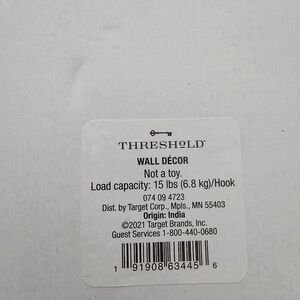 THRESHOLD
WALL DÉCOR
Not a toy.
Load capacity: 15 lbs (6.8 kg)/Hook
074 09 4723
Dist. by Target Corp., Mpls., MN 55403
Origin: India
©2021 Target Brands, Inc.
Guest Services 1-800-440-0680
1 91908 63445 6